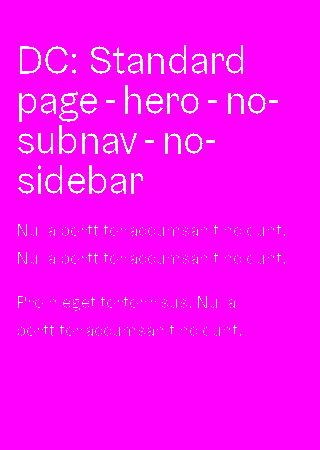 DC: Standard
page - hero - no-
subnav - no-
sidebar
Nulla porttitor accumsan tincidunt.
Nulla porttitor accumsan tincidunt.
Proin eget tortor risus. Nulla
porttitor accumsan tincidunt.